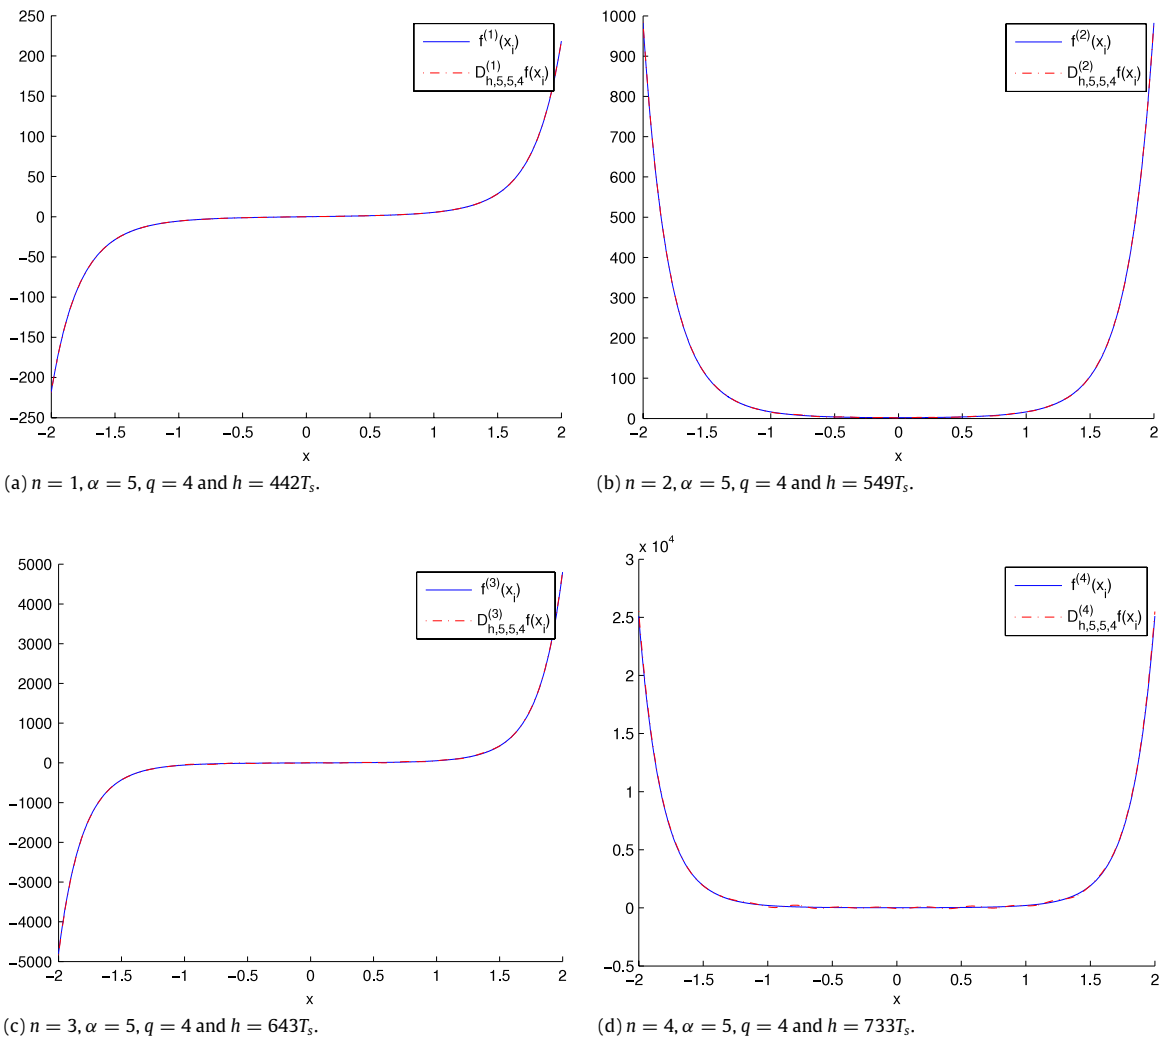 250
200
150
100
50
0
−50
−100
−150
−200
−250
−2 −1.5 −1 −0.5 0 0.5 1 1.5 2
x
f(1)(xi)
D(1)h,5,5,4f(xi)
(a) n = 1, α = 5, q = 4 and h = 442Ts.
1000
900
800
700
600
500
400
300
200
100
0
−2 −1.5 −1 −0.5 0 0.5 1 1.5 2
x
f(2)(xi)
D(2)h,5,5,4f(xi)
(b) n = 2, α = 5, q = 4 and h = 549Ts.
5000
4000
3000
2000
1000
0
−1000
−2000
−3000
−4000
−5000
−2 −1.5 −1 −0.5 0 0.5 1 1.5 2
x
f(3)(xi)
D(3)h,5,5,4f(xi)
(c) n = 3, α = 5, q = 4 and h = 643Ts.
x 10^4
3
2.5
2
1.5
1
0.5
0
−0.5
−2 −1.5 −1 −0.5 0 0.5 1 1.5 2
x
f(4)(xi)
D(4)h,5,5,4f(xi)
(d) n = 4, α = 5, q = 4 and h = 733Ts.